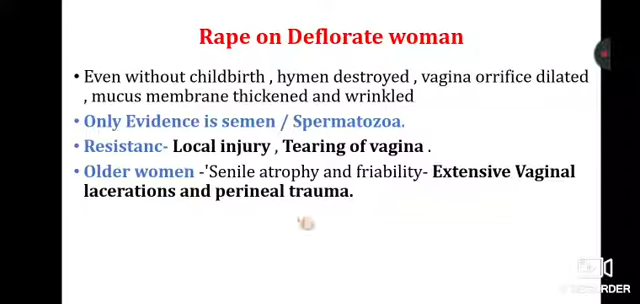 Rape on Deflorate woman
• Even without childbirth , hymen destroyed , vagina orrifice dilated
, mucus membrane thickened and wrinkled
• Only Evidence is semen / Spermatozoa.
• Resistanc- Local injury , Tearing of vagina .
• Older women -'Senile atrophy and friability- Extensive Vaginal
lacerations and perineal trauma.